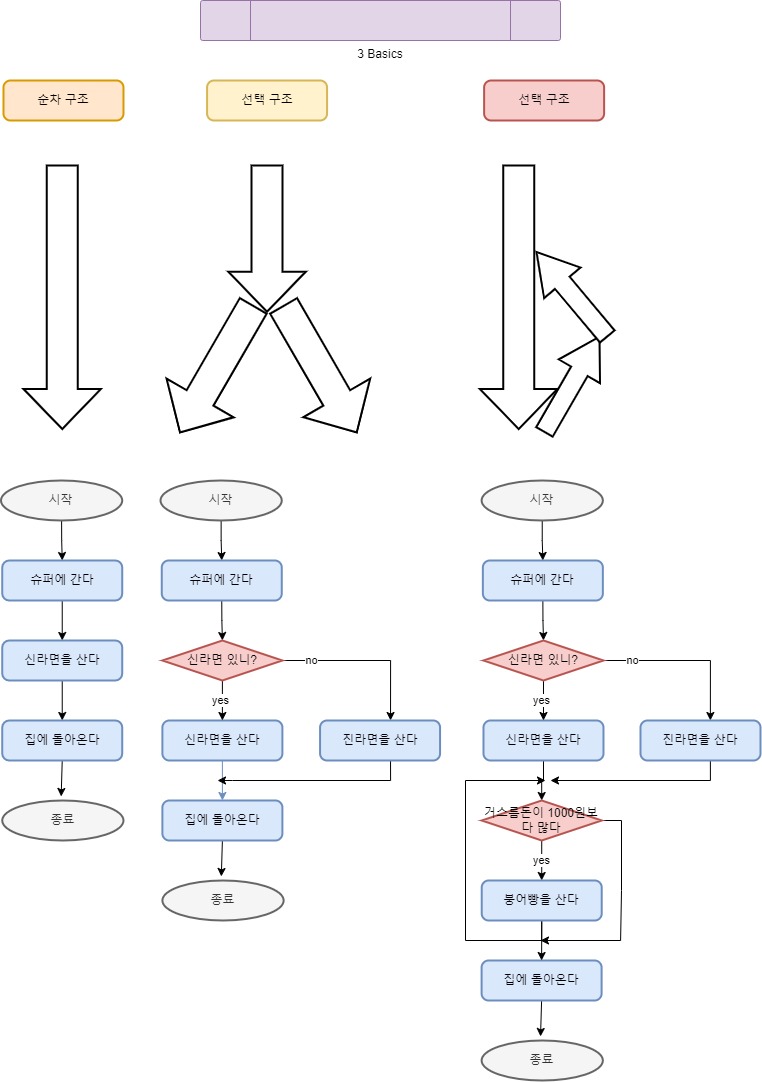 3 Basics
순차 구조
선택 구조
선택 구조
시작
슈퍼에 간다
신라면을 산다
집에 돌아온다
종료
시작
슈퍼에 간다
신라면 있니?
no
yes
신라면을 산다
진라면을 산다
집에 돌아온다
종료
시작
슈퍼에 간다
신라면 있니?
no
yes
신라면을 산다
진라면을 산다
거스름돈이 1000원보
다 많다
yes
붕어빵을 산다
집에 돌아온다
종료